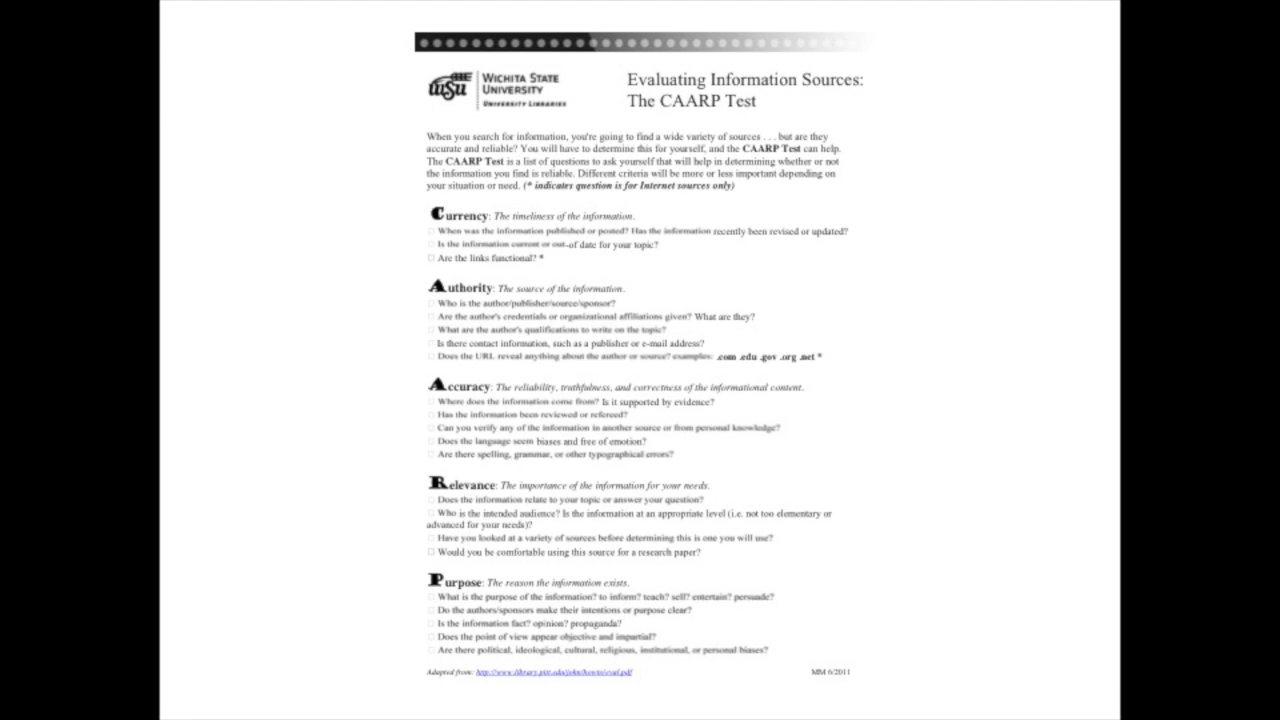 WSU
WICHITA STATE
UNIVERSITY
UNIVERSITY LIBRARIES
Evaluating Information Sources:
The CAARP Test
When you search for information, you're going to find a wide variety of sources . . . but are they
accurate and reliable? You will have to determine this for yourself, and the CAARP Test can help.
The CAARP Test is a list of questions to ask yourself that will help in determining whether or not
the information you find is reliable. Different criteria will be more or less important depending on
your situation or need. (* indicates question is for Internet sources only)
Currency: The timeliness of the information.
□ When was the information published or posted? Has the information recently been revised or updated?
□ Is the information current or out-of date for your topic?
□ Are the links functional? *
Authority: The source of the information.
□ Who is the author/publisher/source/sponsor?
□ Are the author's credentials or organizational affiliations given? What are they?
□ What are the author's qualifications to write on the topic?
□ Is there contact information, such as a publisher or e-mail address?
□ Does the URL reveal anything about the author or source? examples: .com .edu .gov .org .net *
Accuracy: The reliability, truthfulness, and correctness of the informational content.
□ Where does the information come from? Is it supported by evidence?
□ Has the information been reviewed or refereed?
□ Can you verify any of the information in another source or from personal knowledge?
□ Does the language seem biases and free of emotion?
□ Are there spelling, grammar, or other typographical errors?
Relevance: The importance of the information for your needs.
□ Does the information relate to your topic or answer your question?
□ Who is the intended audience? Is the information at an appropriate level (i.e. not too elementary or
advanced for your needs)?
□ Have you looked at a variety of sources before determining this is one you will use?
□ Would you be comfortable using this source for a research paper?
Purpose: The reason the information exists.
□ What is the purpose of the information? to inform? teach? sell? entertain? persuade?
□ Do the authors/sponsors make their intentions or purpose clear?
□ Is the information fact? opinion? propaganda?
□ Does the point of view appear objective and impartial?
□ Are there political, ideological, cultural, religious, institutional, or personal biases?
Adapted from: http://www.library.pitt.edu/john/howto/eval.pdf
MM 6/2011